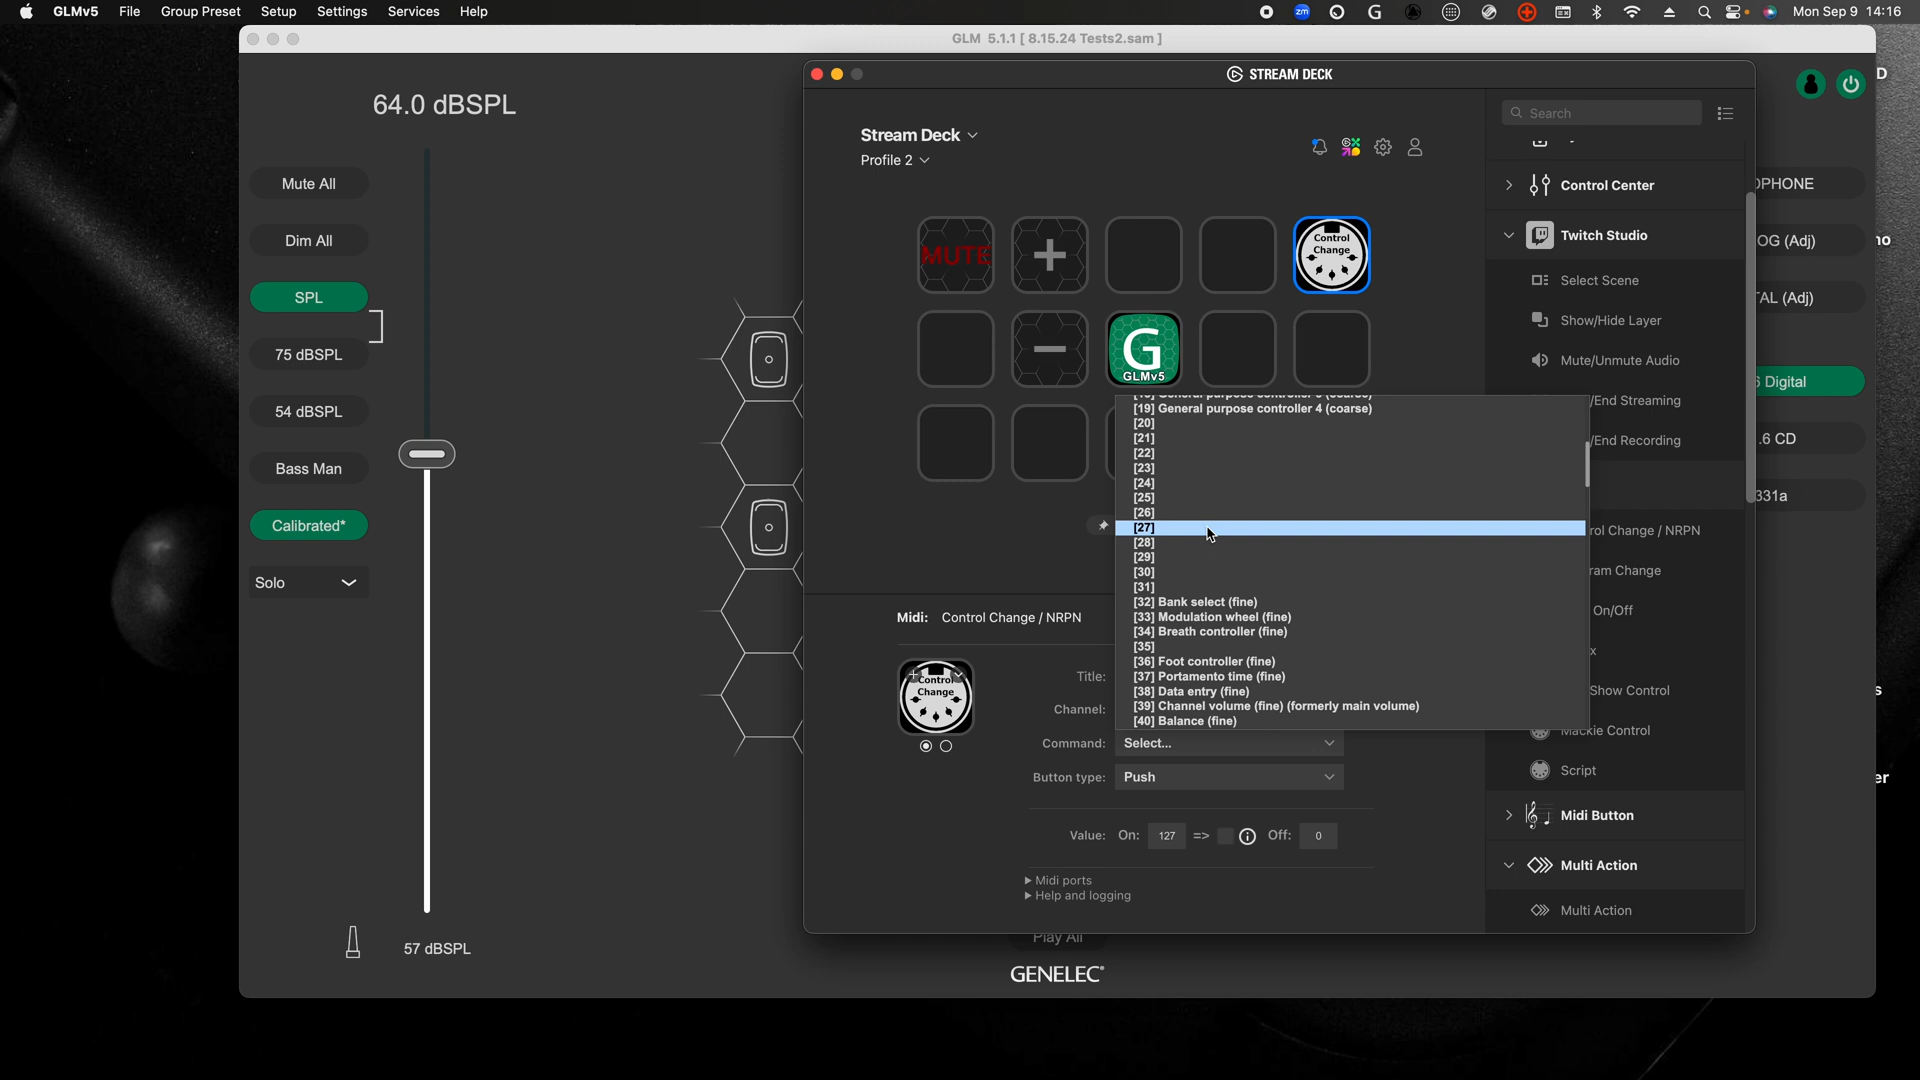 GLMv5 File Group Preset Setup Settings Services Help
zm G Mon Sep 9 14:16
GLM 5.1.1 [ 8.15.24 Tests2.sam ]
64.0 dBSPL
Mute All
Dim All
SPL
75 dBSPL
54 dBSPL
Bass Man
Calibrated*
Solo
57 dBSPL
STREAM DECK
Stream Deck
Profile 2
MUTE
Control
Change
G
GLMv5
[19] General purpose controller 4 (coarse)
[20]
[21]
[22]
[23]
[24]
[25]
[26]
[27]
[28]
[29]
[30]
[31]
[32] Bank select (fine)
[33] Modulation wheel (fine)
[34] Breath controller (fine)
[35]
[36] Foot controller (fine)
[37] Portamento time (fine)
[38] Data entry (fine)
[39] Channel volume (fine) (formerly main volume)
[40] Balance (fine)
Midi: Control Change / NRPN
Control
Change
Title:
Channel:
Command: Select...
Button type: Push
Value: On: 127 => Off: 0
Midi ports
Help and logging
Play All
GENELEC
Search
Control Center
Twitch Studio
Select Scene
Show/Hide Layer
Mute/Unmute Audio
/End Streaming
/End Recording
rol Change / NRPN
ram Change
On/Off
x
Show Control
Mackie Control
Script
Midi Button
Multi Action
Multi Action
D
OPHONE
OG (Adj)
no
TAL (Adj)
6 Digital
.6 CD
331a
s
er